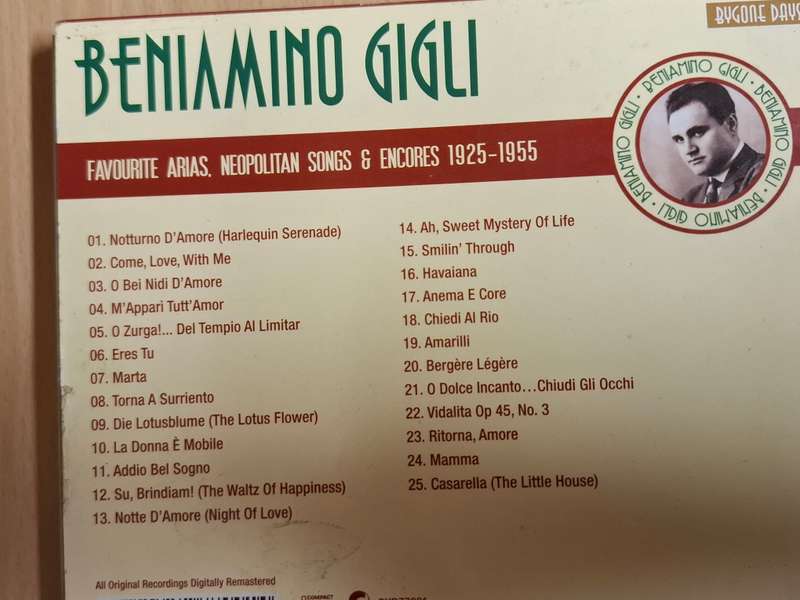 BYGONE DAYS
BENIAMINO GIGLI
BENIAMINO GIGLI · BENIAMINO GIGLI · BENIAMINO GIGLI · BENIAMINO GIGLI ·
FAVOURITE ARIAS, NEOPOLITAN SONGS & ENCORES 1925-1955
01. Notturno D'Amore (Harlequin Serenade)
02. Come, Love, With Me
03. O Bei Nidi D'Amore
04. M'Apparì Tutt'Amor
05. O Zurga!... Del Tempio Al Limitar
06. Eres Tu
07. Marta
08. Torna A Surriento
09. Die Lotusblume (The Lotus Flower)
10. La Donna È Mobile
11. Addio Bel Sogno
12. Su, Brindiam! (The Waltz Of Happiness)
13. Notte D'Amore (Night Of Love)
14. Ah, Sweet Mystery Of Life
15. Smilin' Through
16. Havaiana
17. Anema E Core
18. Chiedi Al Rio
19. Amarilli
20. Bergère Légère
21. O Dolce Incanto...Chiudi Gli Occhi
22. Vidalita Op 45, No. 3
23. Ritorna, Amore
24. Mamma
25. Casarella (The Little House)
All Original Recordings Digitally Remastered
COMPACT